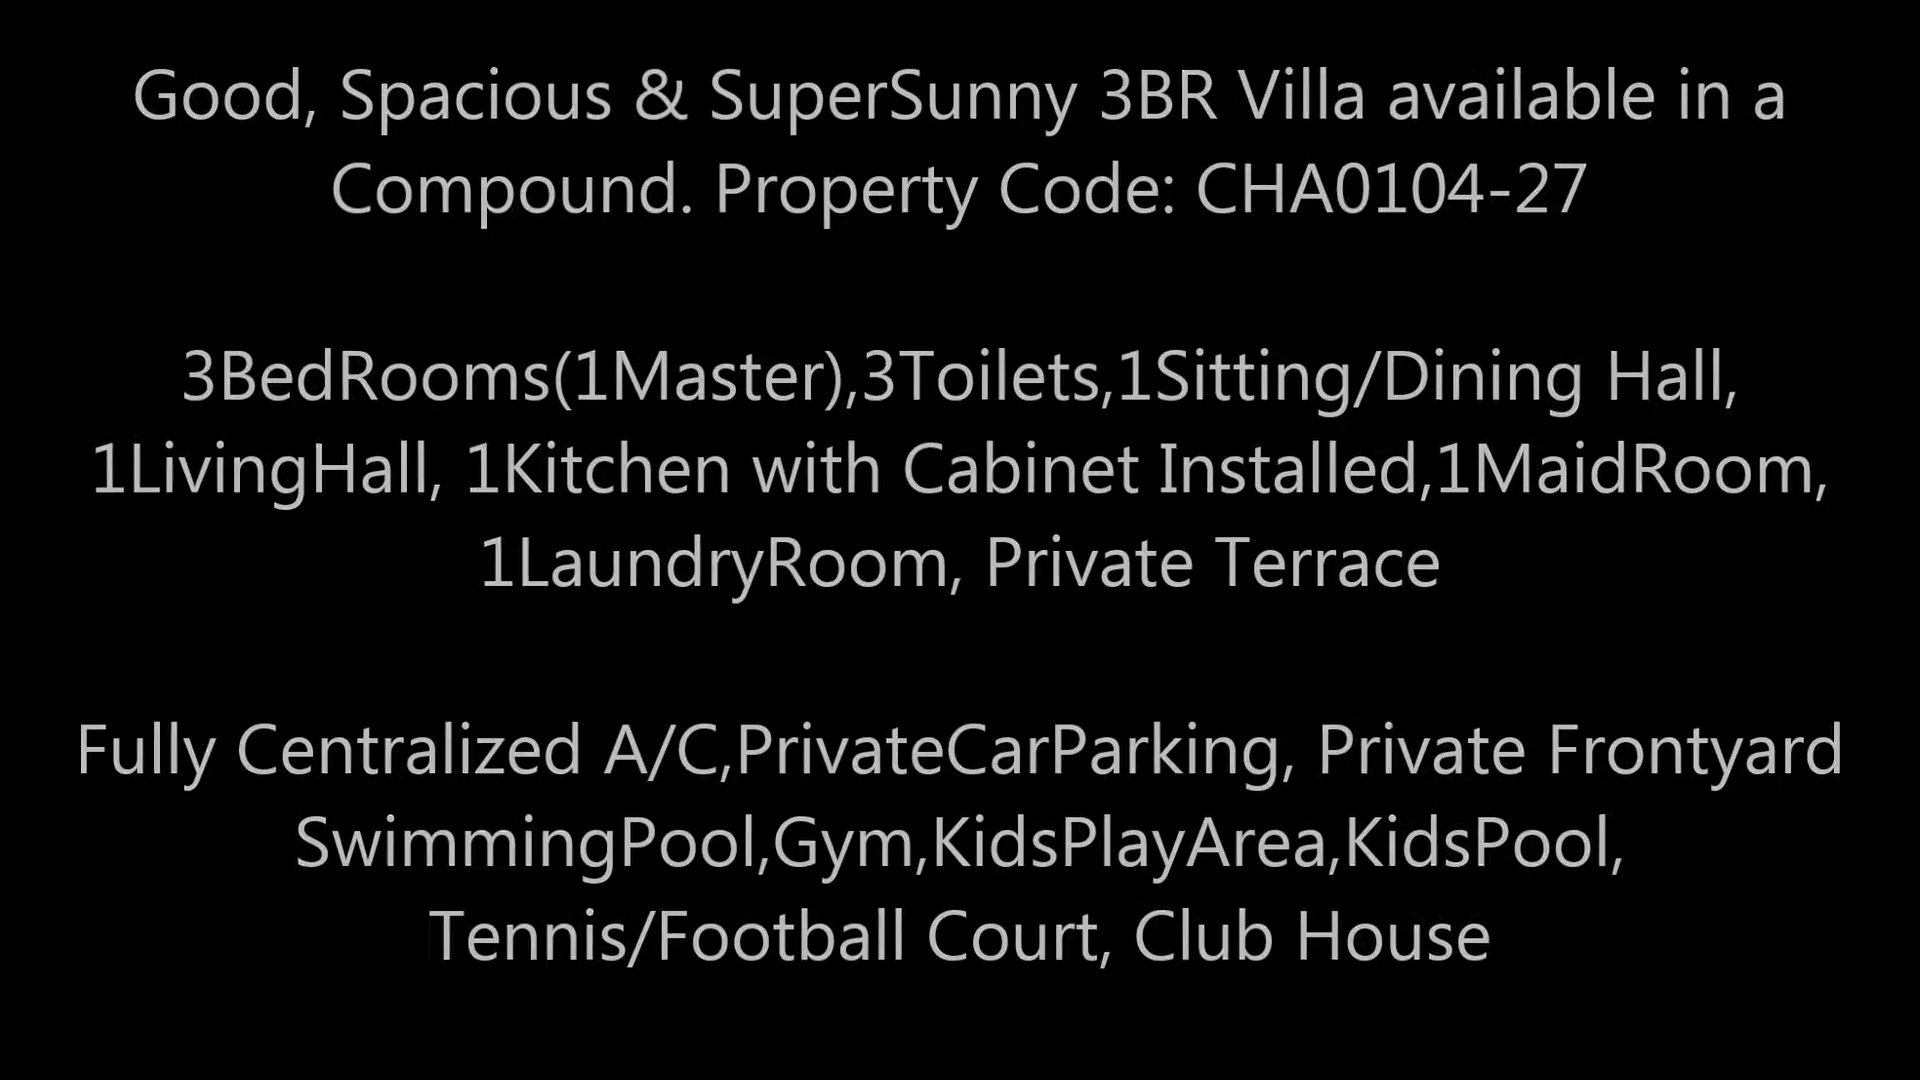 Good, Spacious & SuperSunny 3BR Villa available in a
Compound. Property Code: CHA0104-27
3BedRooms(1Master),3Toilets,1Sitting/Dining Hall,
1LivingHall, 1Kitchen with Cabinet Installed,1MaidRoom,
1LaundryRoom, Private Terrace
Fully Centralized A/C,PrivateCarParking, Private Frontyard
SwimmingPool,Gym,KidsPlayArea,KidsPool,
Tennis/Football Court, Club House